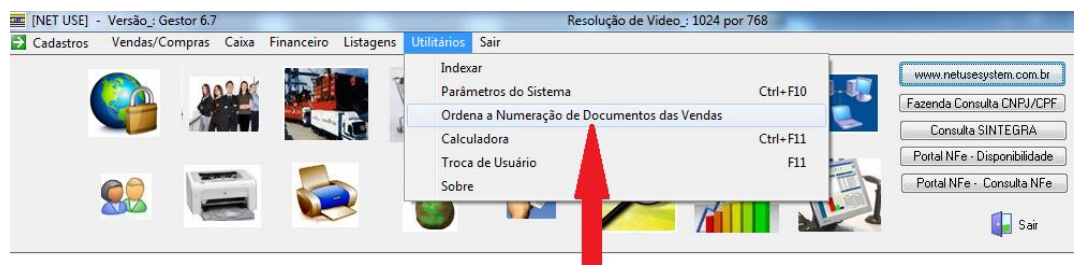 [NET USE] - Versão_: Gestor 6.7 Resolução de Video_: 1024 por 768
Cadastros Vendas/Compras Caixa Financeiro Listagens Utilitários Sair
Indexar
Parâmetros do Sistema Ctrl+F10
Ordena a Numeração de Documentos das Vendas
Calculadora Ctrl+F11
Troca de Usuário F11
Sobre
www.netusesystem.com.br
Fazenda Consulta CNPJ/CPF
Consulta SINTEGRA
Portal NFe - Disponibilidade
Portal NFe - Consulta NFe
Sair